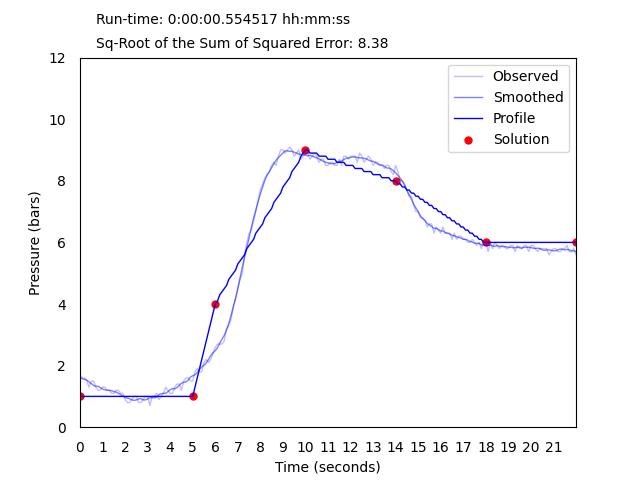 Run-time: 0:00:00.554517 hh:mm:ss
Sq-Root of the Sum of Squared Error: 8.38
Observed
Smoothed
Profile
Solution
Pressure (bars)
12
10
8
6
4
2
0
0 1 2 3 4 5 6 7 8 9 10 11 12 13 14 15 16 17 18 19 20 21
Time (seconds)